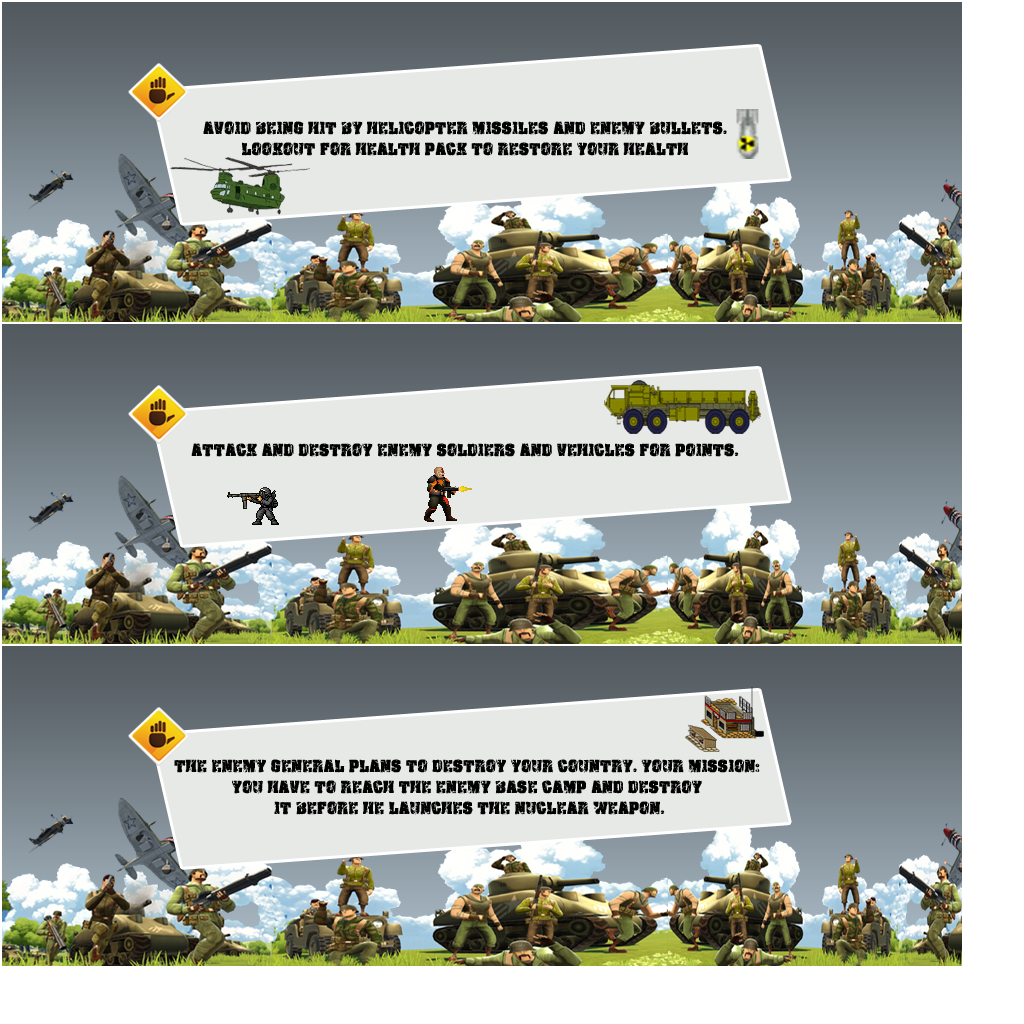 AVOID BEING HIT BY HELICOPTER MISSILES AND ENEMY BULLETS.
LOOKOUT FOR HEALTH PACK TO RESTORE YOUR HEALTH
ATTACK AND DESTROY ENEMY SOLDIERS AND VEHICLES FOR POINTS.
THE ENEMY GENERAL PLANS TO DESTROY YOUR COUNTRY. YOUR MISSION:
YOU HAVE TO REACH THE ENEMY BASE CAMP AND DESTROY
IT BEFORE HE LAUNCHES THE NUCLEAR WEAPON.